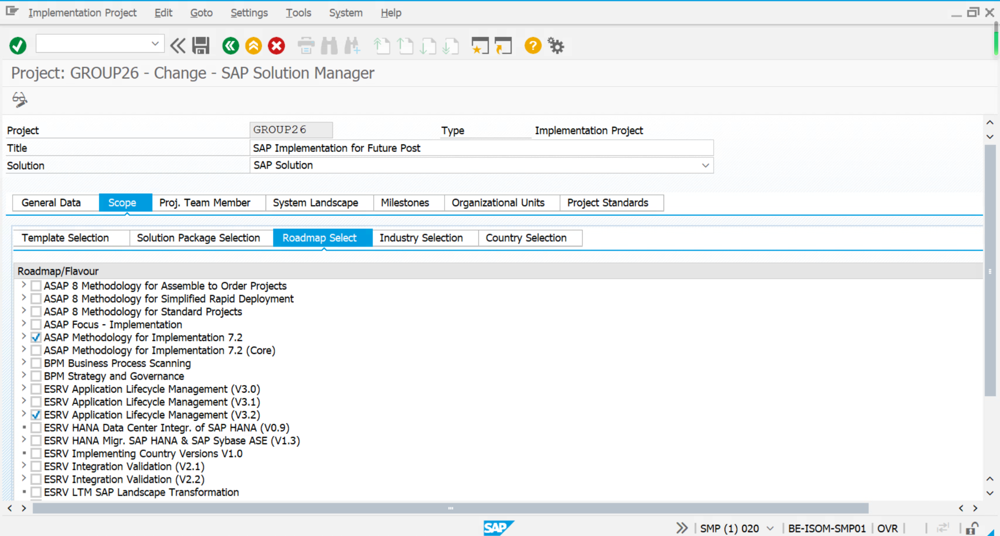 Implementation Project Edit Goto Settings Tools System Help
Project: GROUP26 - Change - SAP Solution Manager
Project GROUP26 Type Implementation Project
Title SAP Implementation for Future Post
Solution SAP Solution
General Data Scope Proj. Team Member System Landscape Milestones Organizational Units Project Standards
Template Selection Solution Package Selection Roadmap Select Industry Selection Country Selection
Roadmap/Flavour
ASAP 8 Methodology for Assemble to Order Projects
ASAP 8 Methodology for Simplified Rapid Deployment
ASAP 8 Methodology for Standard Projects
ASAP Focus - Implementation
ASAP Methodology for Implementation 7.2
ASAP Methodology for Implementation 7.2 (Core)
BPM Business Process Scanning
BPM Strategy and Governance
ESRV Application Lifecycle Management (V3.0)
ESRV Application Lifecycle Management (V3.1)
ESRV Application Lifecycle Management (V3.2)
ESRV HANA Data Center Integr. of SAP HANA (V0.9)
ESRV HANA Migr. SAP HANA & SAP Sybase ASE (V1.3)
ESRV Implementing Country Versions V1.0
ESRV Integration Validation (V2.1)
ESRV Integration Validation (V2.2)
ESRV LTM SAP Landscape Transformation
SAP SMP (1) 020 BE-ISOM-SMP01 OVR